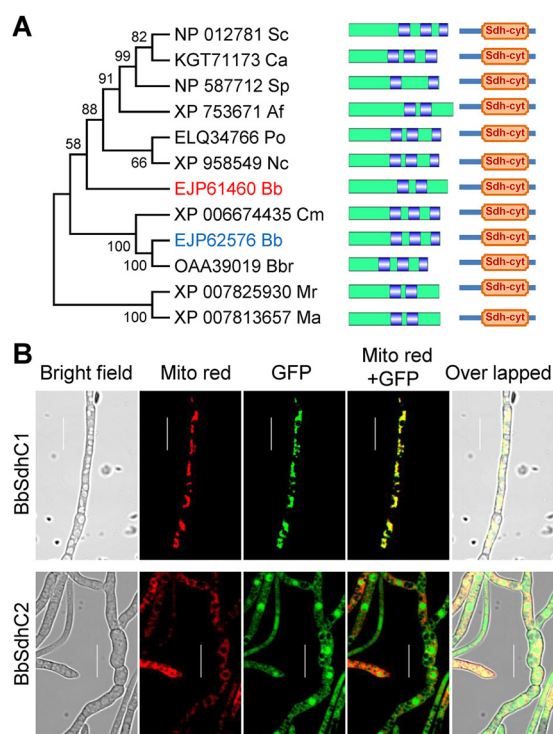 A
82
99
91
88
58
66
100
100
100
NP 012781 Sc Sdh-cyt
KGT71173 Ca Sdh-cyt
NP 587712 Sp Sdh-cyt
XP 753671 Af Sdh-cyt
ELQ34766 Po Sdh-cyt
XP 958549 Nc Sdh-cyt
EJP61460 Bb Sdh-cyt
XP 006674435 Cm Sdh-cyt
EJP62576 Bb Sdh-cyt
OAA39019 Bbr Sdh-cyt
XP 007825930 Mr Sdh-cyt
XP 007813657 Ma Sdh-cyt
B
Bright field Mito red GFP Mito red +GFP Over lapped
BbSdhC1
BbSdhC2